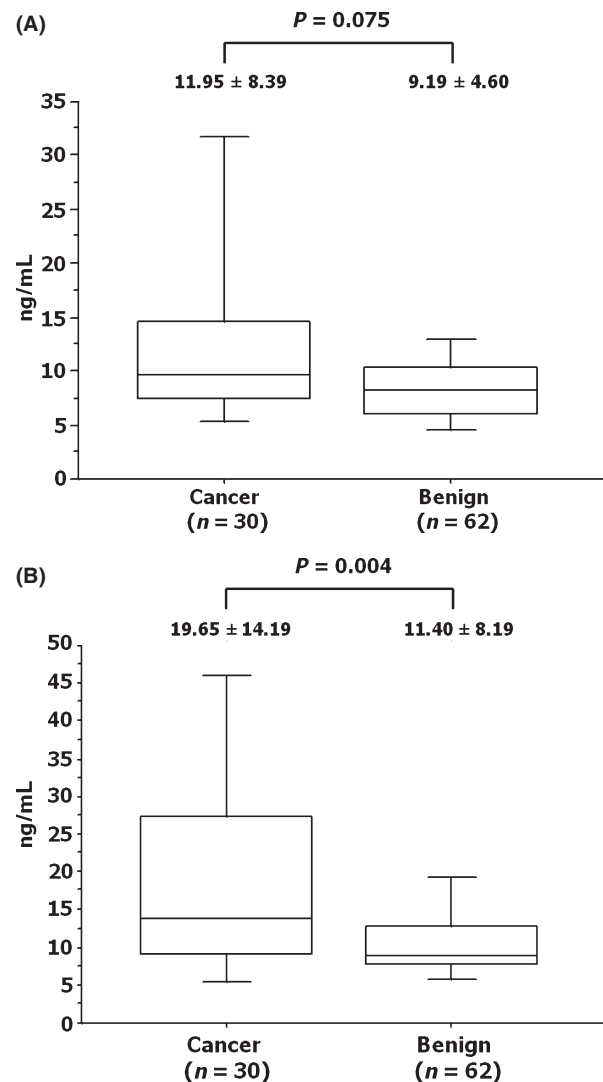 (A)
P = 0.075
11.95 ± 8.39 9.19 ± 4.60
35
30
25
20
15
10
5
0
ng/mL
Cancer Benign
(n = 30) (n = 62)
(B)
P = 0.004
19.65 ± 14.19 11.40 ± 8.19
50
45
40
35
30
25
20
15
10
5
0
ng/mL
Cancer Benign
(n = 30) (n = 62)